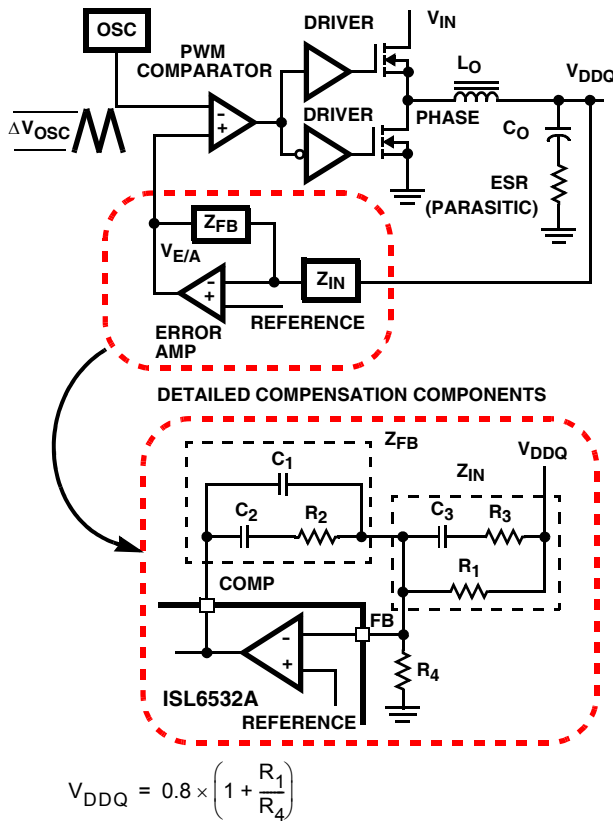 OSC
DRIVER
V_IN
PWM
COMPARATOR
L_O
V_DDQ
DRIVER
ΔV_OSC
-
+
PHASE
C_O
ESR
(PARASITIC)
Z_FB
V_E/A
-
+
Z_IN
REFERENCE
ERROR
AMP
DETAILED COMPENSATION COMPONENTS
Z_FB
V_DDQ
C_1
Z_IN
C_2
R_2
C_3
R_3
R_1
COMP
FB
-
+
R_4
ISL6532A
REFERENCE
V_DDQ = 0.8 × (1 + R_1/R_4)